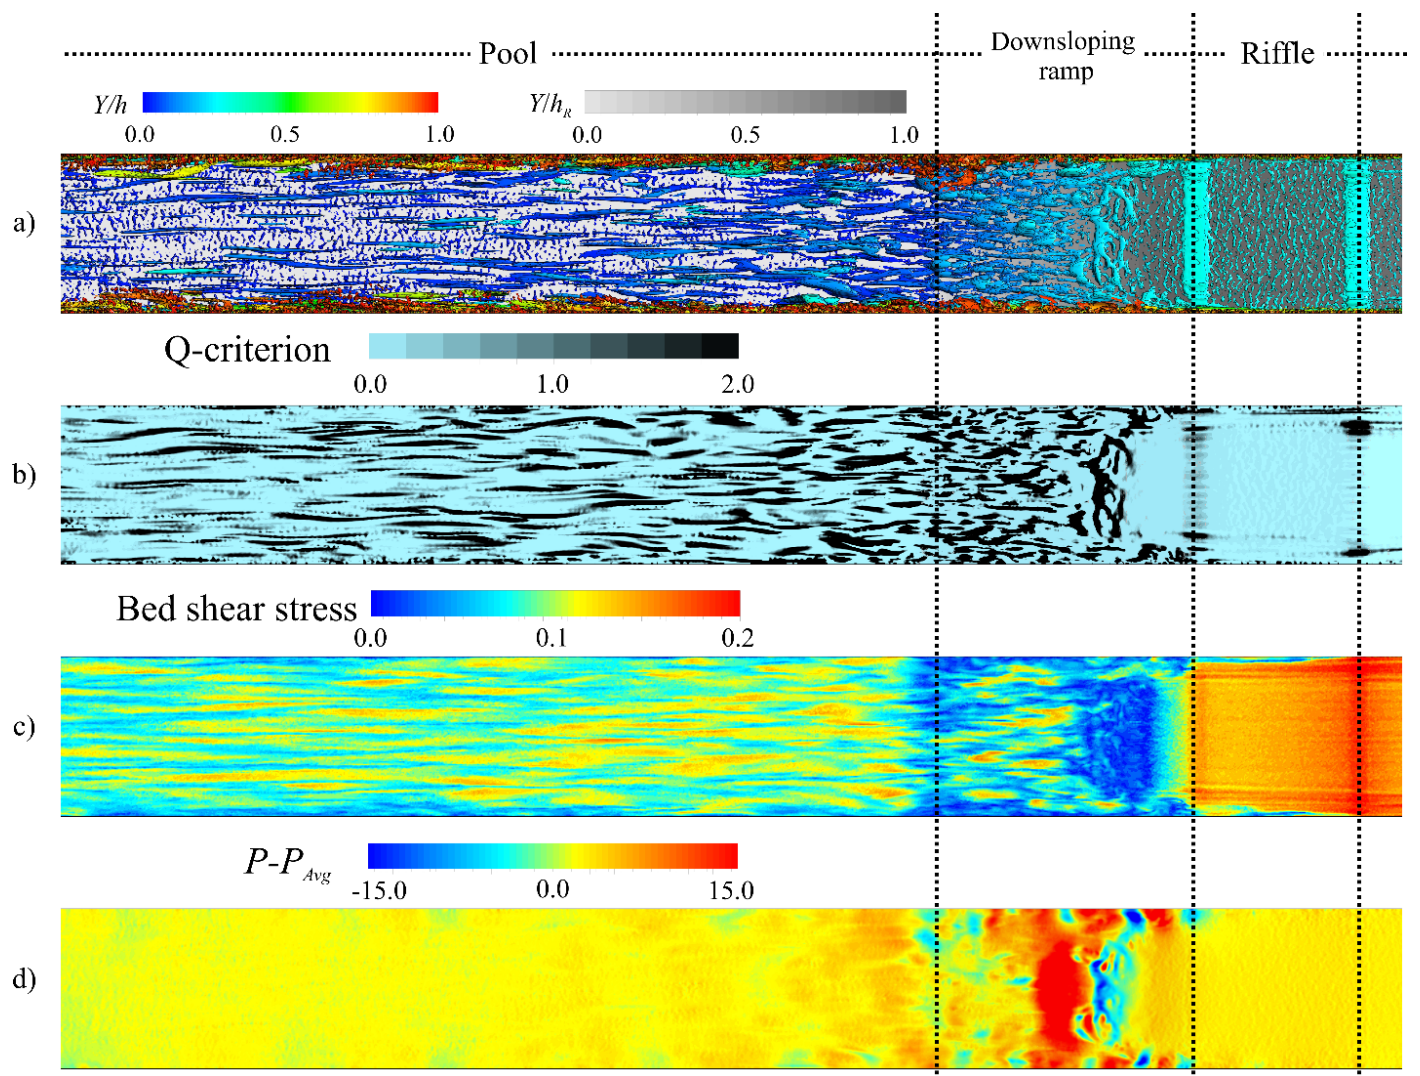 Pool
Downsloping
ramp
Riffle
Y/h
0.0 0.5 1.0
Y/hR
0.0 0.5 1.0
a)
Q-criterion
0.0 1.0 2.0
b)
Bed shear stress
0.0 0.1 0.2
c)
P-PAvg
-15.0 0.0 15.0
d)